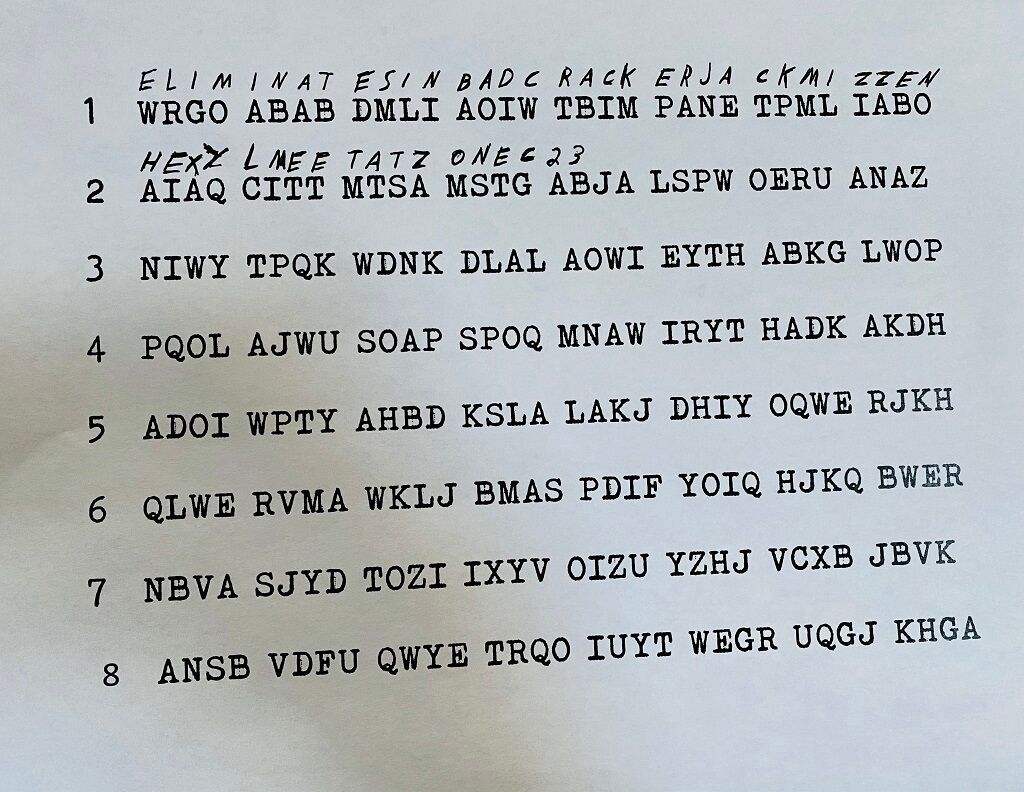 ELIMINAT ESIN BADC RACK ERJA CKMI ZZEN
1 WRGO ABAB DMLI AOIW TBIM PANE TPML IABO
HEXY LMEE TATZ ONEC 23
2 AIAQ CITT MTSA MSTG ABJA LSPW OERU ANAZ
3 NIWY TPQK WDNK DLAL AOWI EYTH ABKG LWOP
4 PQOL AJWU SOAP SPOQ MNAW IRYT HADK AKDH
5 ADOI WPTY AHBD KSLA LAKJ DHIY OQWE RJKH
6 QLWE RVMA WKLJ BMAS PDIF YOIQ HJKQ BWER
7 NBVA SJYD TOZI IXYV OIZU YZHJ VCXB JBVK
8 ANSB VDFU QWYE TRQO IUYT WEGR UQGJ KHGA